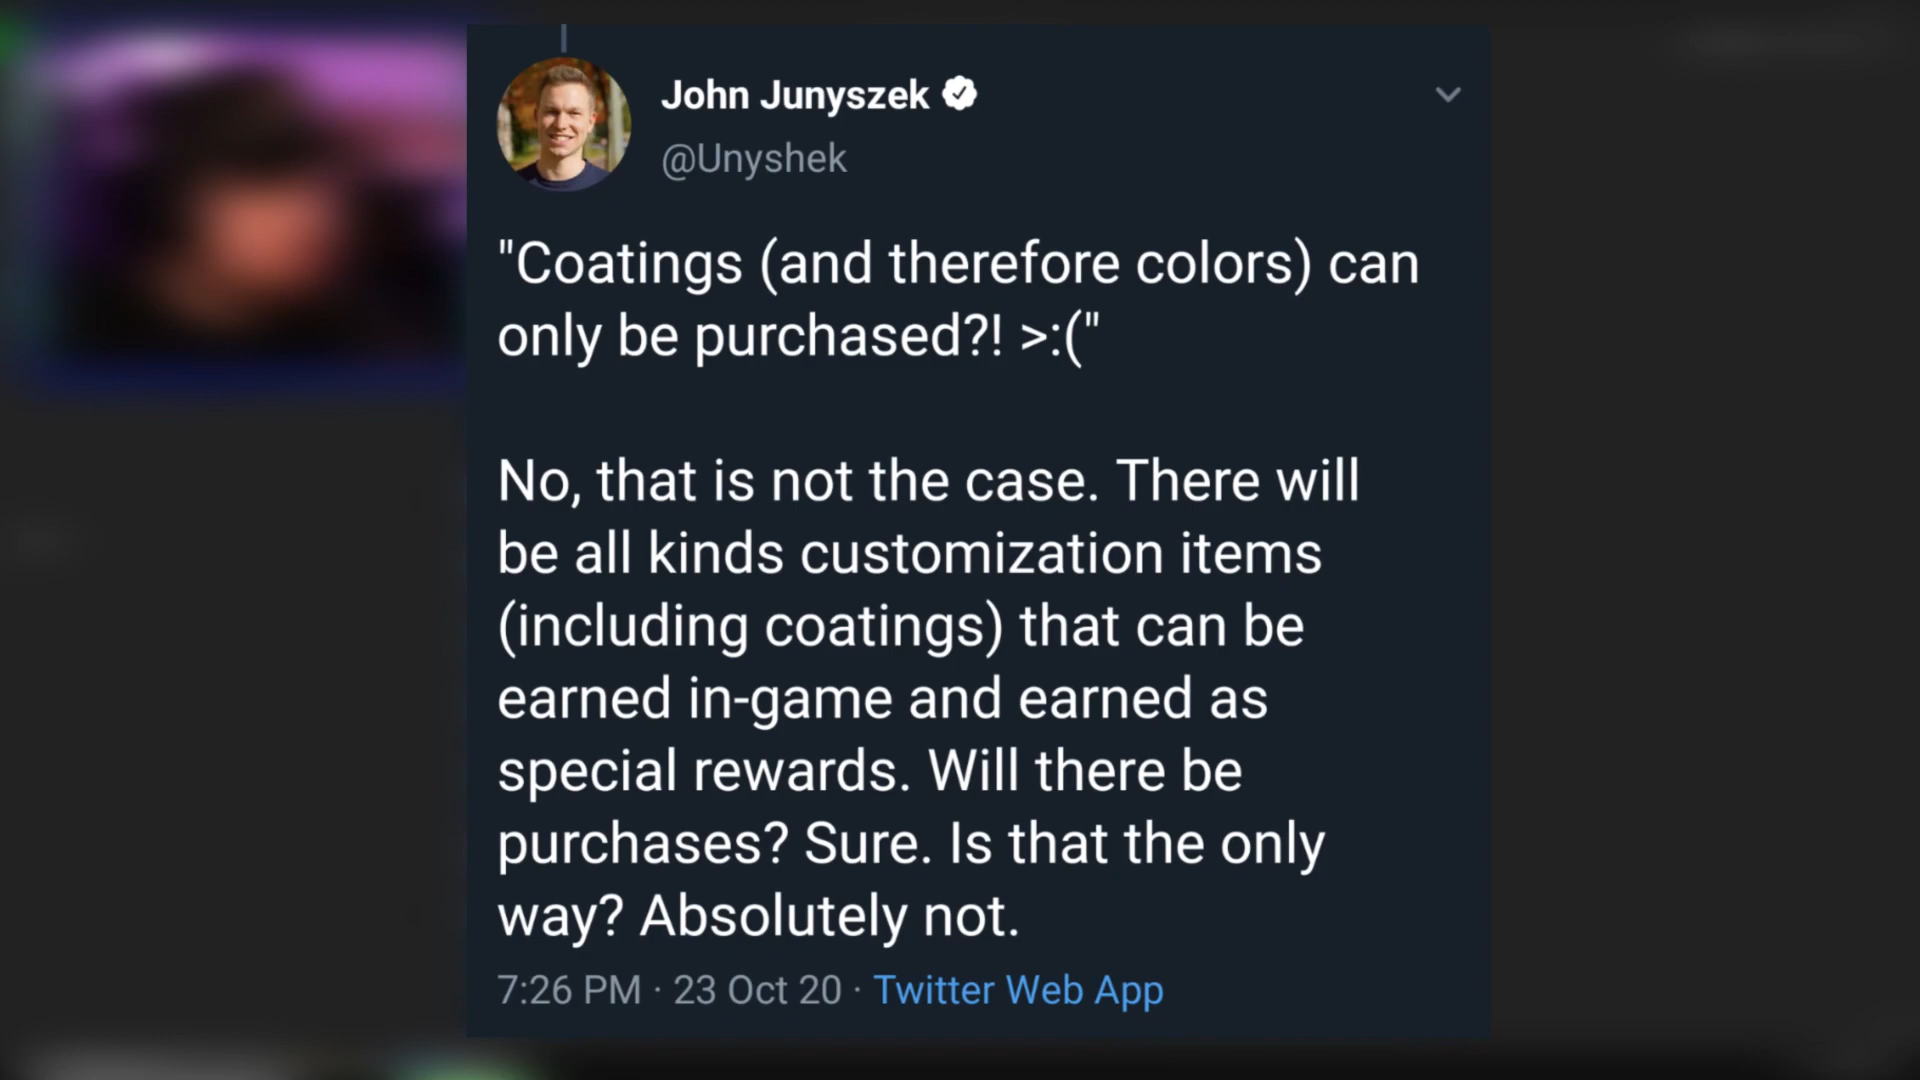 John Junyszek
@Unyshek
"Coatings (and therefore colors) can
only be purchased?! >:("
No, that is not the case. There will
be all kinds customization items
(including coatings) that can be
earned in-game and earned as
special rewards. Will there be
purchases? Sure. Is that the only
way? Absolutely not.
7:26 PM · 23 Oct 20 · Twitter Web App